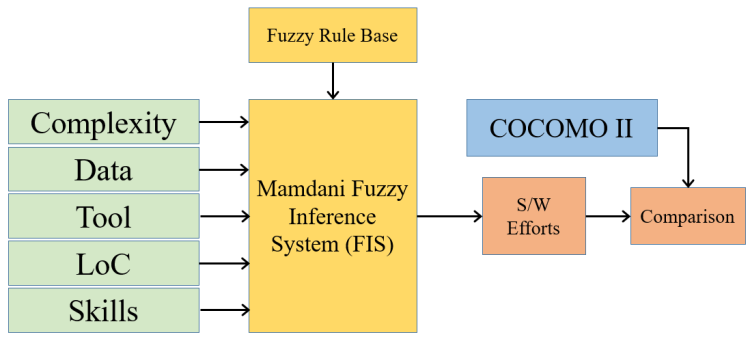 Fuzzy Rule Base
Complexity
Data
Tool
LoC
Skills
Mamdani Fuzzy
Inference
System (FIS)
COCOMO II
S/W
Efforts
Comparison